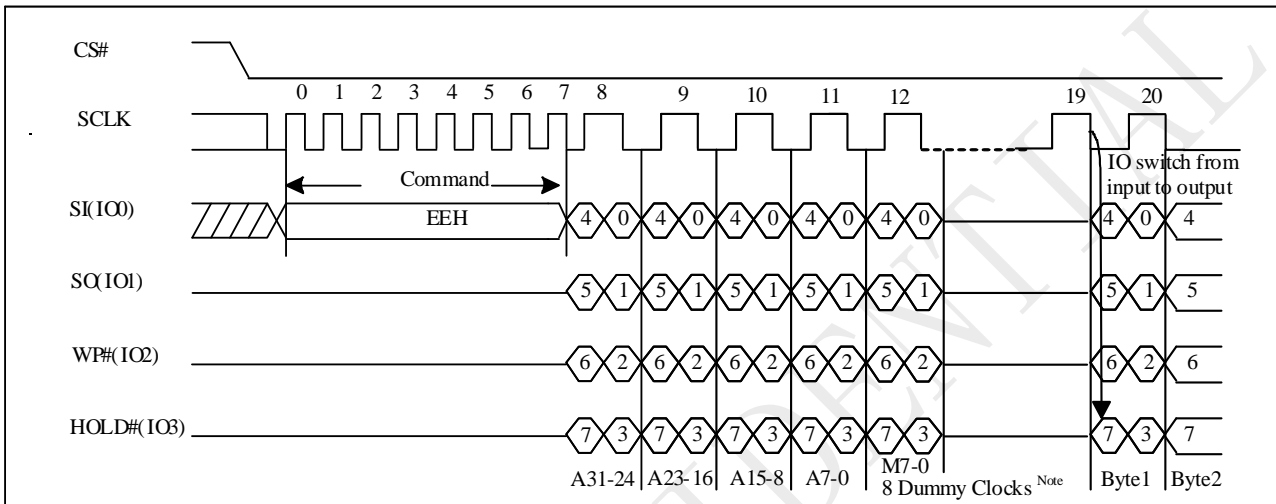 CS#
0 1 2 3 4 5 6 7 8 9 10 11 12 19 20
SCLK
IO switch from
input to output
Command
SI(IO0)
EEH
4 0 4 0 4 0 4 0 4 0 4 0 4
SO(IO1)
5 1 5 1 5 1 5 1 5 1 5 1 5
WP#(IO2)
6 2 6 2 6 2 6 2 6 2 6 2 6
HOLD#(IO3)
7 3 7 3 7 3 7 3 7 3 7 3 7
A31-24 A23-16 A15-8 A7-0 M7-0 Byte1 Byte2
8 Dummy Clocks Note